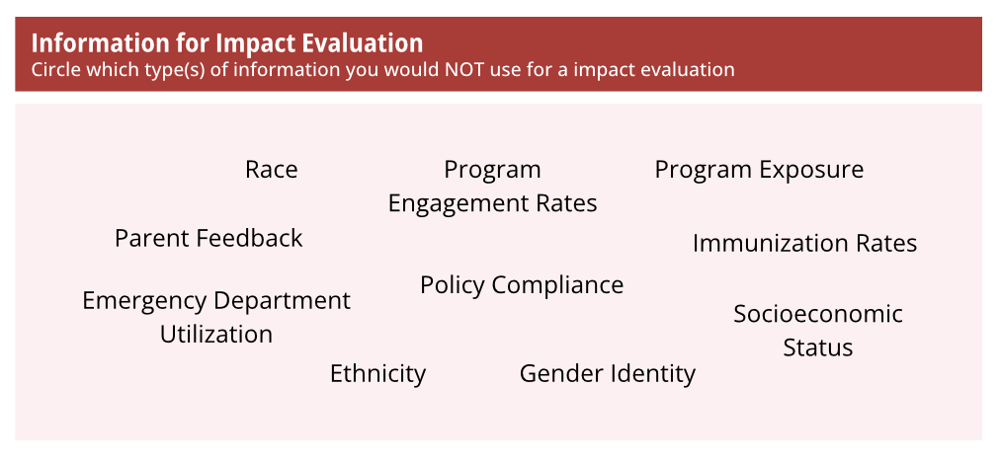 Information for Impact Evaluation
Circle which type(s) of information you would NOT use for a impact evaluation
Race
Program
Engagement Rates
Program Exposure
Parent Feedback
Immunization Rates
Policy Compliance
Emergency Department
Utilization
Socioeconomic
Status
Ethnicity
Gender Identity